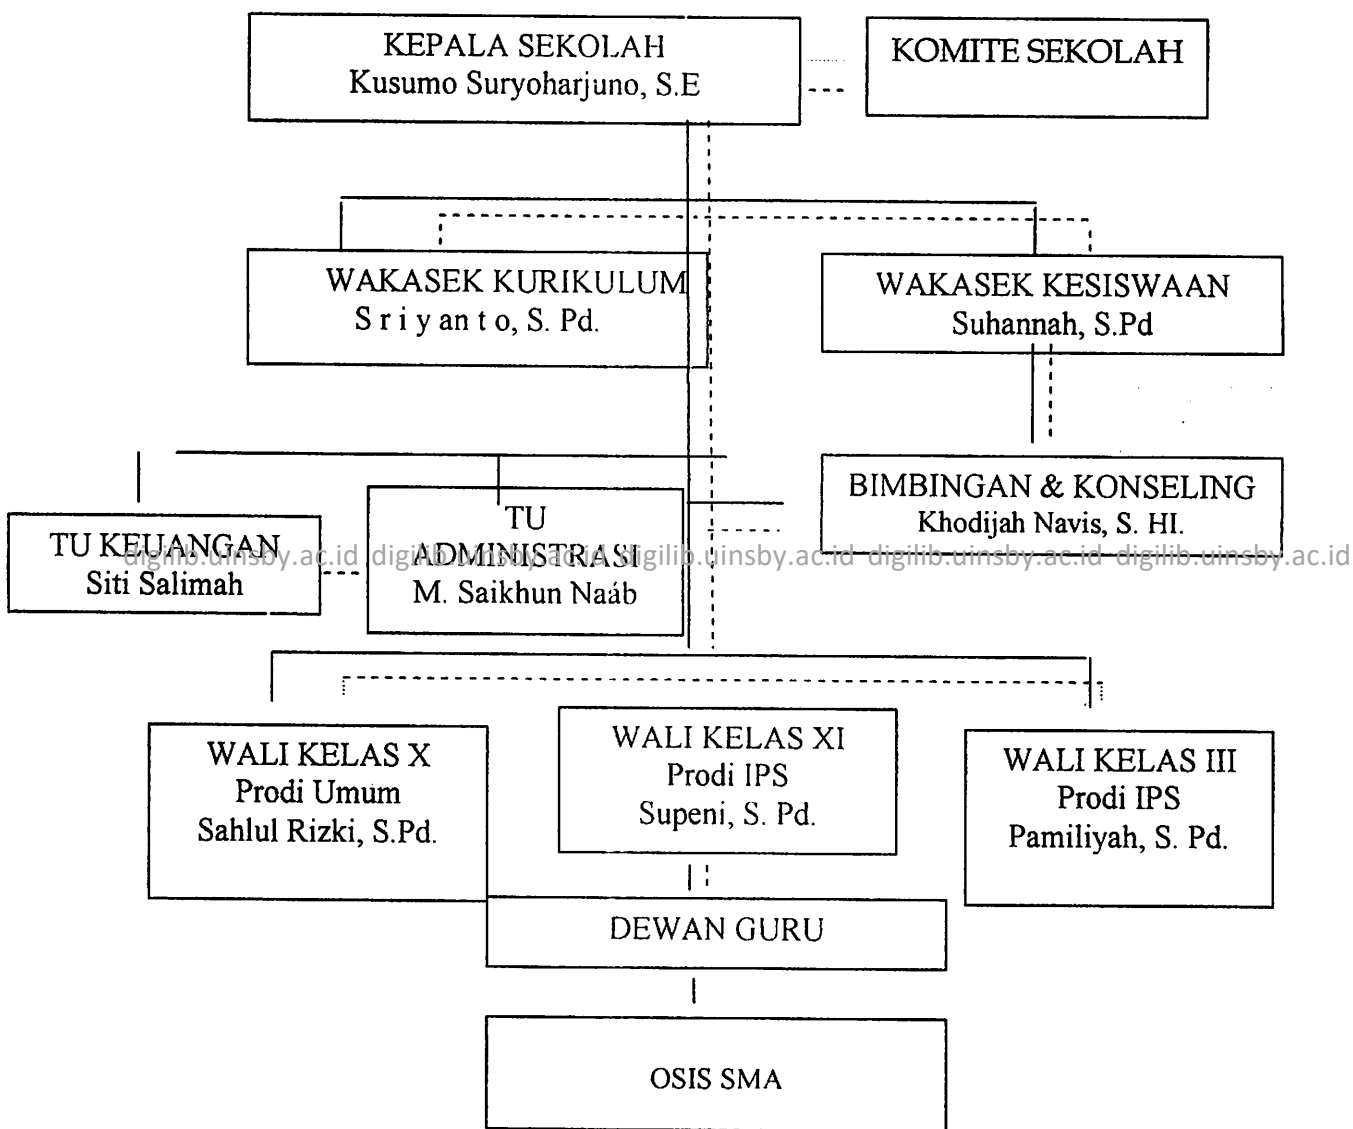 KEPALA SEKOLAH
Kusumo Suryoharjuno, S.E
KOMITE SEKOLAH
WAKASEK KURIKULUM
S r i y a n t o, S. Pd.
WAKASEK KESISWAAN
Suhannah, S.Pd
BIMBINGAN & KONSELING
Khodijah Navis, S. HI.
TU KEUANGAN
Siti Salimah
TU
ADMINISTRASI
M. Saikhun Naáb
digilib.uinsby.ac.id digilib.uinsby.ac.id digilib.uinsby.ac.id digilib.uinsby.ac.id digilib.uinsby.ac.id
WALI KELAS X
Prodi Umum
Sahlul Rizki, S.Pd.
WALI KELAS XI
Prodi IPS
Supeni, S. Pd.
WALI KELAS III
Prodi IPS
Pamiliyah, S. Pd.
DEWAN GURU
OSIS SMA